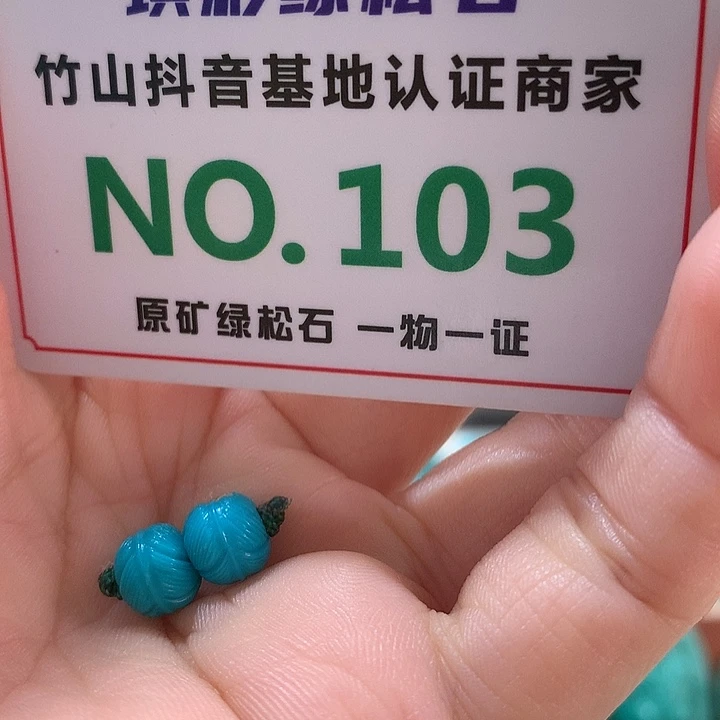 竹山抖音基地认证商家
NO.103
原矿绿松石 一物一证